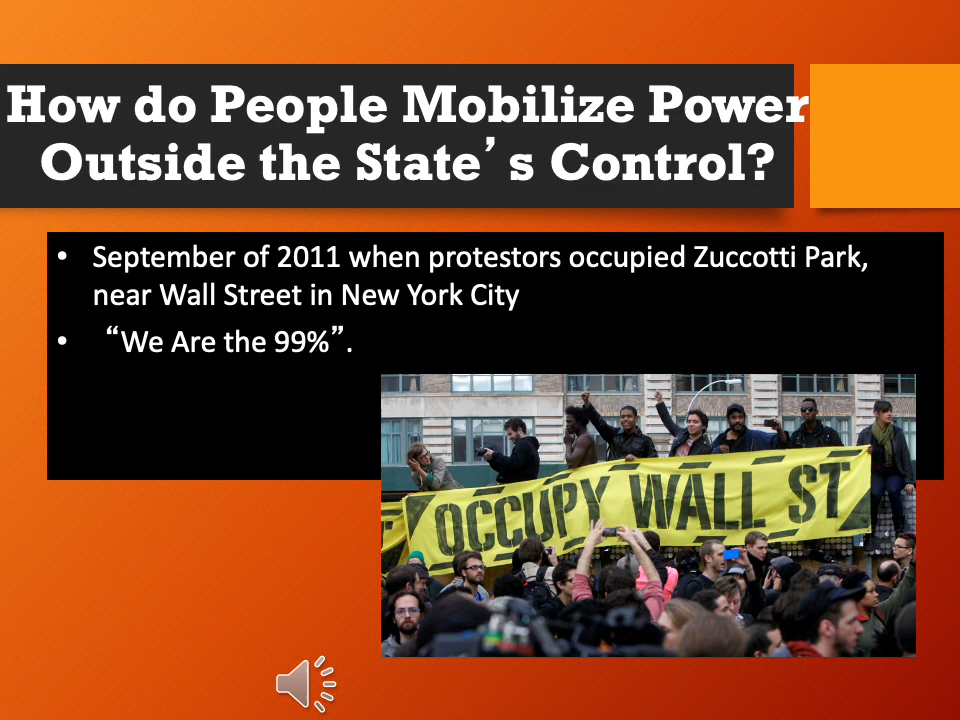 How do People Mobilize Power
Outside the State’s Control?
• September of 2011 when protestors occupied Zuccotti Park,
near Wall Street in New York City
• “We Are the 99%”.
OCCUPY WALL ST